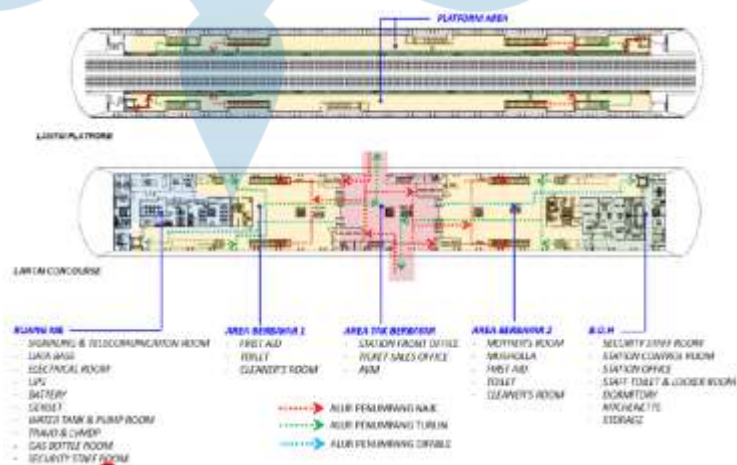 PLATFORM AREA
LANTAI PLATFORM
LANTAI CONCOURSE
RUANG ME
- SIGNALING & TELECOMUNICATION ROOM
- DATA BASE
- ELECTRICAL ROOM
- UPS
- BATTERY
- GENSET
- WATER TANK & PUMP ROOM
- TRAVO & LVMDP
- GAS BOTTLE ROOM
- SECURITY STAFF ROOM
AREA BERBAYAR 1
- FIRST AID
- TOILET
- CLEANER'S ROOM
AREA TAK BERBAYAR
- STATION FRONT OFFICE
- TICKET SALES OFFICE
- ATM
AREA BERBAYAR 2
- MOTHER'S ROOM
- MUSHOLLA
- FIRST AID
- TOILET
- CLEANER'S ROOM
B.O.H
- SECURITY STAFF ROOM
- STATION CONTROL ROOM
- STATION OFFICE
- STAFF TOILET & LOCKER ROOM
- DORMITORY
- KITCHENETTE
- STORAGE
ALUR PENUMPANG NAIK
ALUR PENUMPANG TURUN
ALUR PENUMPANG DIFABLE